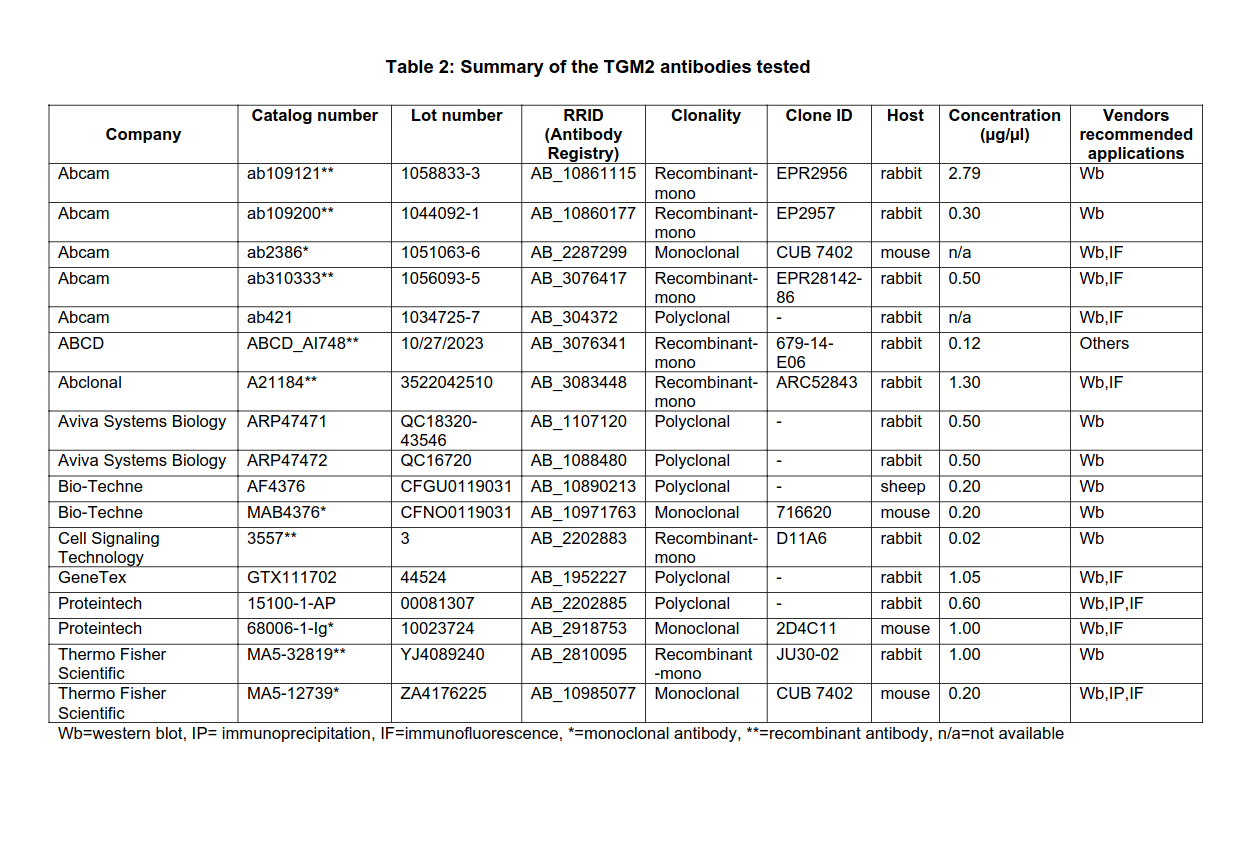 Table 2: Summary of the TGM2 antibodies tested
Company | Catalog number | Lot number | RRID (Antibody Registry) | Clonality | Clone ID | Host | Concentration (µg/µl) | Vendors recommended applications
Abcam | ab109121** | 1058833-3 | AB_10861115 | Recombinant-mono | EPR2956 | rabbit | 2.79 | Wb
Abcam | ab109200** | 1044092-1 | AB_10860177 | Recombinant-mono | EP2957 | rabbit | 0.30 | Wb
Abcam | ab2386* | 1051063-6 | AB_2287299 | Monoclonal | CUB 7402 | mouse | n/a | Wb,IF
Abcam | ab310333** | 1056093-5 | AB_3076417 | Recombinant-mono | EPR28142-86 | rabbit | 0.50 | Wb,IF
Abcam | ab421 | 1034725-7 | AB_304372 | Polyclonal | - | rabbit | n/a | Wb,IF
ABCD | ABCD_AI748** | 10/27/2023 | AB_3076341 | Recombinant-mono | 679-14-E06 | rabbit | 0.12 | Others
Abclonal | A21184** | 3522042510 | AB_3083448 | Recombinant-mono | ARC52843 | rabbit | 1.30 | Wb,IF
Aviva Systems Biology | ARP47471 | QC18320-43546 | AB_1107120 | Polyclonal | - | rabbit | 0.50 | Wb
Aviva Systems Biology | ARP47472 | QC16720 | AB_1088480 | Polyclonal | - | rabbit | 0.50 | Wb
Bio-Techne | AF4376 | CFGU0119031 | AB_10890213 | Polyclonal | - | sheep | 0.20 | Wb
Bio-Techne | MAB4376* | CFNO0119031 | AB_10971763 | Monoclonal | 716620 | mouse | 0.20 | Wb
Cell Signaling Technology | 3557** | 3 | AB_2202883 | Recombinant-mono | D11A6 | rabbit | 0.02 | Wb
GeneTex | GTX111702 | 44524 | AB_1952227 | Polyclonal | - | rabbit | 1.05 | Wb,IF
Proteintech | 15100-1-AP | 00081307 | AB_2202885 | Polyclonal | - | rabbit | 0.60 | Wb,IP,IF
Proteintech | 68006-1-Ig* | 10023724 | AB_2918753 | Monoclonal | 2D4C11 | mouse | 1.00 | Wb,IF
Thermo Fisher Scientific | MA5-32819** | YJ4089240 | AB_2810095 | Recombinant-mono | JU30-02 | rabbit | 1.00 | Wb
Thermo Fisher Scientific | MA5-12739* | ZA4176225 | AB_10985077 | Monoclonal | CUB 7402 | mouse | 0.20 | Wb,IP,IF
Wb=western blot, IP= immunoprecipitation, IF=immunofluorescence, *=monoclonal antibody, **=recombinant antibody, n/a=not available